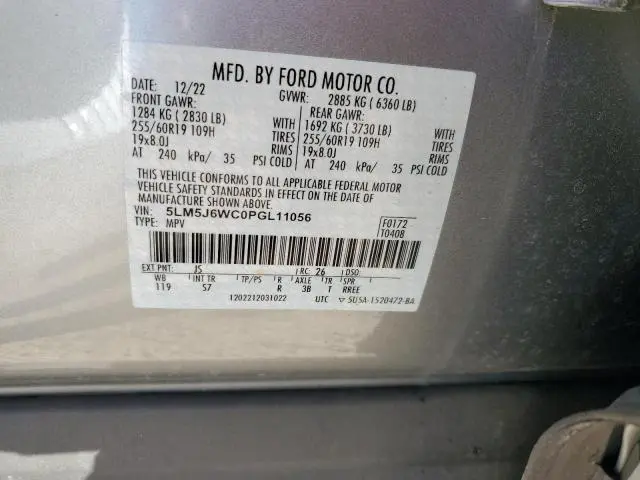 MFD. BY FORD MOTOR CO.
DATE: 12/22 GVWR: 2885 KG ( 6360 LB)
FRONT GAWR: REAR GAWR:
1284 KG ( 2830 LB) WITH 1692 KG ( 3730 LB) WITH
255/60R19 109H TIRES 255/60R19 109H TIRES
19x8.0J RIMS 19x8.0J RIMS
AT 240 kPa/ 35 PSI COLD AT 240 kPa/ 35 PSI COLD
THIS VEHICLE CONFORMS TO ALL APPLICABLE FEDERAL MOTOR
VEHICLE SAFETY STANDARDS IN EFFECT ON THE DATE OF
MANUFACTURE SHOWN ABOVE.
VIN: 5LM5J6WC0PGL11056 F0172
TYPE: MPV T0408
EXT PNT: JS RC: 26 DSO:
WB INT TR TP/PS R AXLE TR SPR
119 S7 R 3B T RREE
1202212031022 UTC ▽ 5U5A-1520472-BA